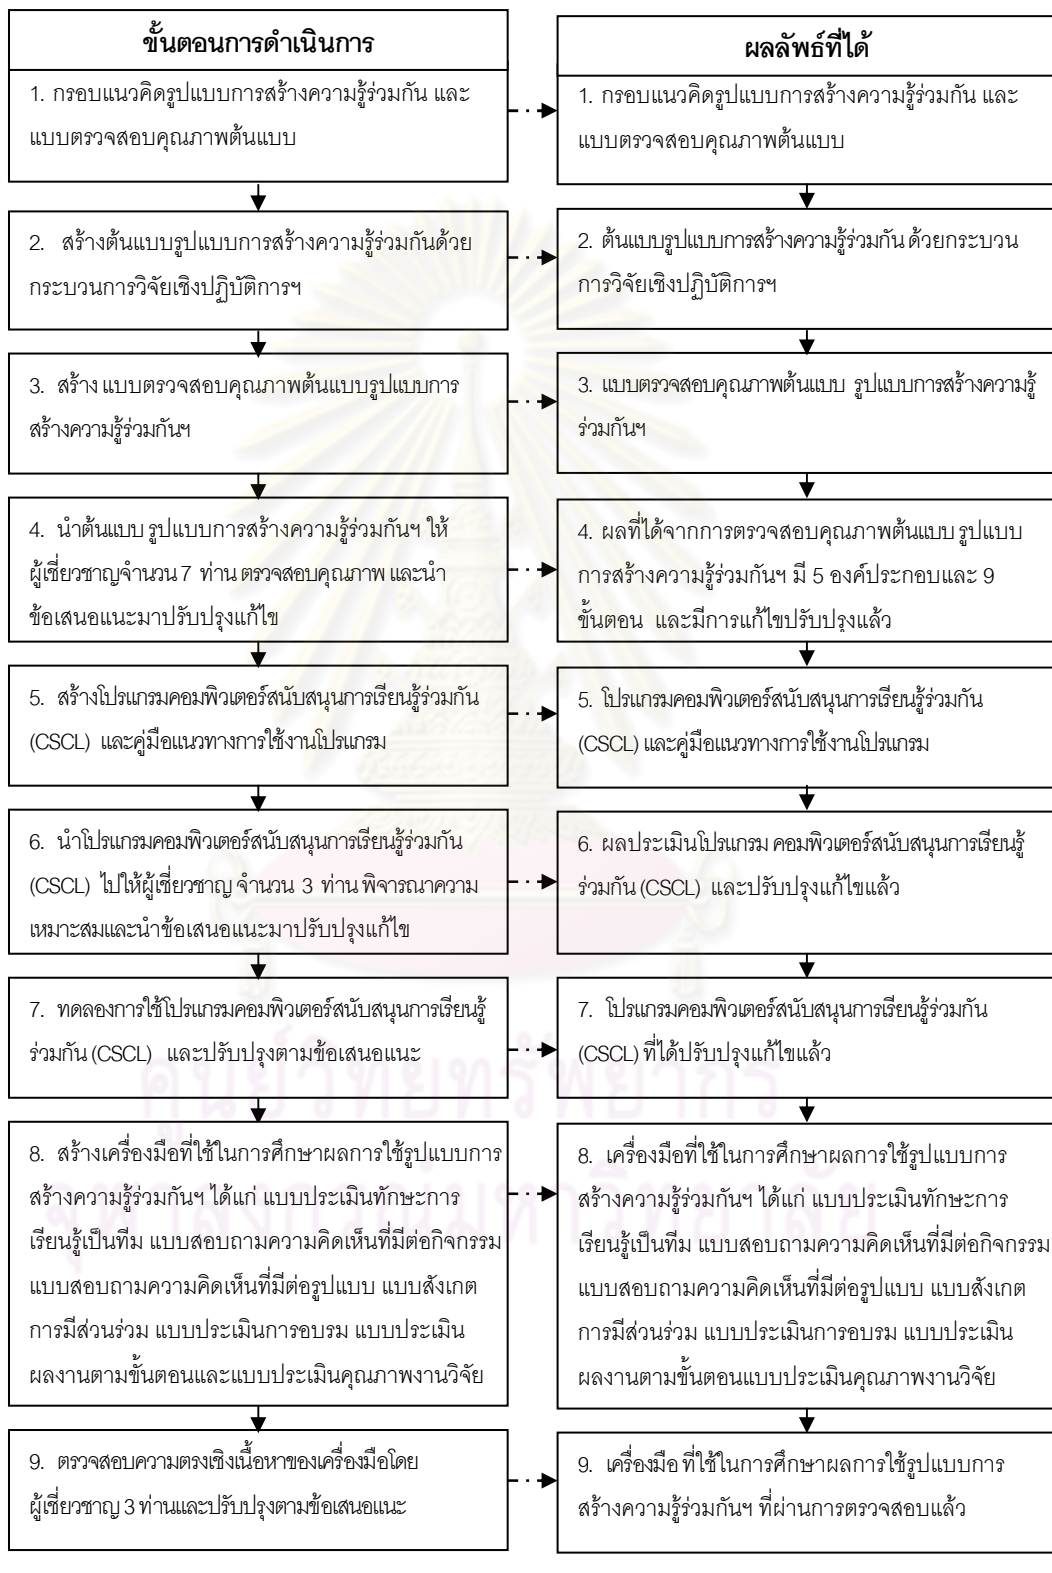 ขั้นตอนการดำเนินการ
1. กรอบแนวคิดรูปแบบการสร้างความรู้ร่วมกัน และ
แบบตรวจสอบคุณภาพต้นแบบ
2. สร้างต้นแบบรูปแบบการสร้างความรู้ร่วมกันด้วย
กระบวนการวิจัยเชิงปฏิบัติการฯ
3. สร้าง แบบตรวจสอบคุณภาพต้นแบบรูปแบบการ
สร้างความรู้ร่วมกันฯ
4. นำต้นแบบ รูปแบบการสร้างความรู้ร่วมกันฯ ให้
ผู้เชี่ยวชาญจำนวน 7 ท่าน ตรวจสอบคุณภาพ และนำ
ข้อเสนอแนะมาปรับปรุงแก้ไข
5. สร้างโปรแกรมคอมพิวเตอร์สนับสนุนการเรียนรู้ร่วมกัน
(CSCL) และคู่มือแนวทางการใช้งานโปรแกรม
6. นำโปรแกรมคอมพิวเตอร์สนับสนุนการเรียนรู้ร่วมกัน
(CSCL) ไปให้ผู้เชี่ยวชาญ จำนวน 3 ท่าน พิจารณาความ
เหมาะสมและนำข้อเสนอแนะมาปรับปรุงแก้ไข
7. ทดลองการใช้โปรแกรมคอมพิวเตอร์สนับสนุนการเรียนรู้
ร่วมกัน (CSCL) และปรับปรุงตามข้อเสนอแนะ
8. สร้างเครื่องมือที่ใช้ในการศึกษาผลการใช้รูปแบบการ
สร้างความรู้ร่วมกันฯ ได้แก่ แบบประเมินทักษะการ
เรียนรู้เป็นทีม แบบสอบถามความคิดเห็นที่มีต่อกิจกรรม
แบบสอบถามความคิดเห็นที่มีต่อรูปแบบ แบบสังเกต
การมีส่วนร่วม แบบประเมินการอบรม แบบประเมิน
ผลงานตามขั้นตอนและแบบประเมินคุณภาพงานวิจัย
9. ตรวจสอบความตรงเชิงเนื้อหาของเครื่องมือโดย
ผู้เชี่ยวชาญ 3 ท่านและปรับปรุงตามข้อเสนอแนะ
ผลลัพธ์ที่ได้
1. กรอบแนวคิดรูปแบบการสร้างความรู้ร่วมกัน และ
แบบตรวจสอบคุณภาพต้นแบบ
2. ต้นแบบรูปแบบการสร้างความรู้ร่วมกัน ด้วยกระบวน
การวิจัยเชิงปฏิบัติการฯ
3. แบบตรวจสอบคุณภาพต้นแบบ รูปแบบการสร้างความรู้
ร่วมกันฯ
4. ผลที่ได้จากการตรวจสอบคุณภาพต้นแบบ รูปแบบ
การสร้างความรู้ร่วมกันฯ มี 5 องค์ประกอบและ 9
ขั้นตอน และมีการแก้ไขปรับปรุงแล้ว
5. โปรแกรมคอมพิวเตอร์สนับสนุนการเรียนรู้ร่วมกัน
(CSCL) และคู่มือแนวทางการใช้งานโปรแกรม
6. ผลประเมินโปรแกรม คอมพิวเตอร์สนับสนุนการเรียนรู้
ร่วมกัน (CSCL) และปรับปรุงแก้ไขแล้ว
7. โปรแกรมคอมพิวเตอร์สนับสนุนการเรียนรู้ร่วมกัน
(CSCL) ที่ได้ปรับปรุงแก้ไขแล้ว
8. เครื่องมือที่ใช้ในการศึกษาผลการใช้รูปแบบการ
สร้างความรู้ร่วมกันฯ ได้แก่ แบบประเมินทักษะการ
เรียนรู้เป็นทีม แบบสอบถามความคิดเห็นที่มีต่อกิจกรรม
แบบสอบถามความคิดเห็นที่มีต่อรูปแบบ แบบสังเกต
การมีส่วนร่วม แบบประเมินการอบรม แบบประเมิน
ผลงานตามขั้นตอนแบบประเมินคุณภาพงานวิจัย
9. เครื่องมือ ที่ใช้ในการศึกษาผลการใช้รูปแบบการ
สร้างความรู้ร่วมกันฯ ที่ผ่านการตรวจสอบแล้ว
ศูนย์วิทยทรัพยากร
จุฬาลงกรณ์มหาวิทยาลัย